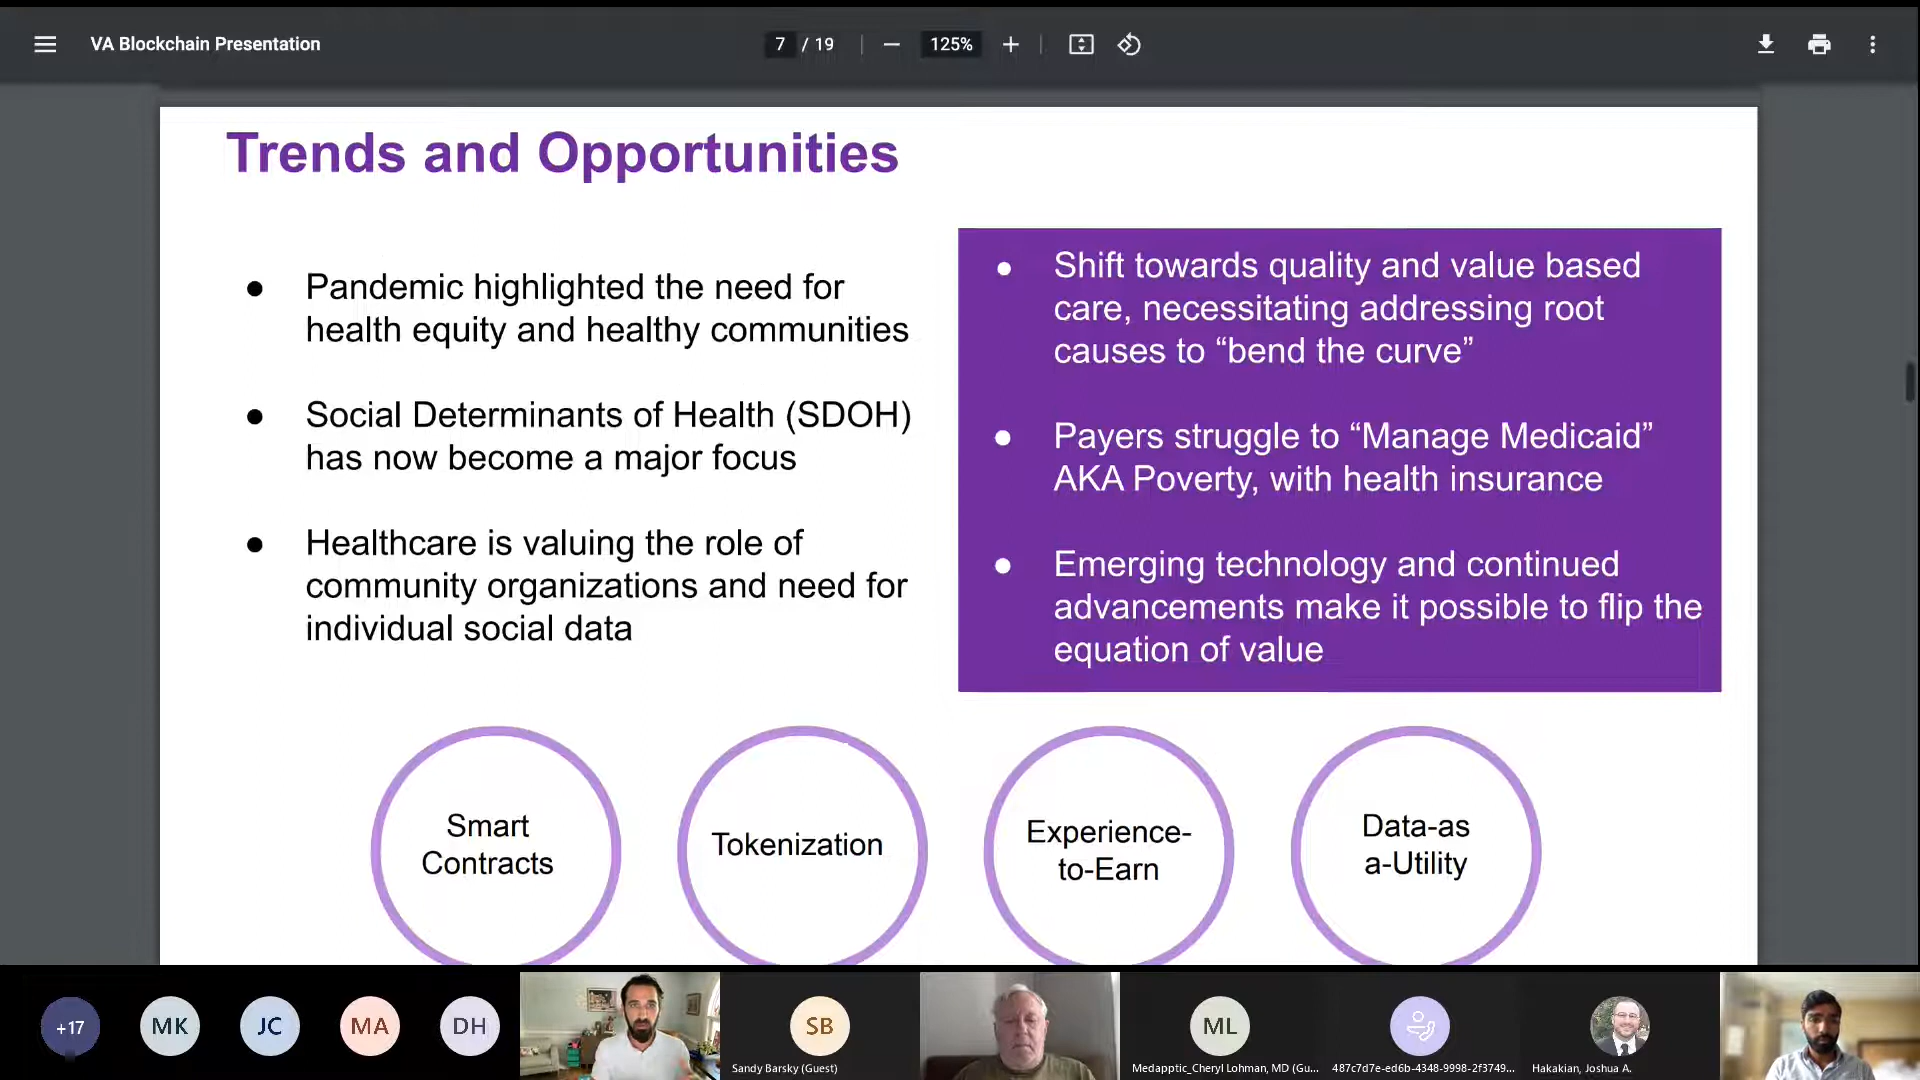 VA Blockchain Presentation
7 / 19
125%
Trends and Opportunities
● Pandemic highlighted the need for
health equity and healthy communities
● Social Determinants of Health (SDOH)
has now become a major focus
● Healthcare is valuing the role of
community organizations and need for
individual social data
● Shift towards quality and value based
care, necessitating addressing root
causes to “bend the curve”
● Payers struggle to “Manage Medicaid”
AKA Poverty, with health insurance
● Emerging technology and continued
advancements make it possible to flip the
equation of value
Smart
Contracts
Tokenization
Experience-
to-Earn
Data-as
a-Utility
+17
MK
JC
MA
DH
SB
Sandy Barsky (Guest)
ML
Medapptic_Cheryl Lohman, MD (Gu...
487c7d7e-ed6b-4348-9998-2f3749...
Hakakian, Joshua A.